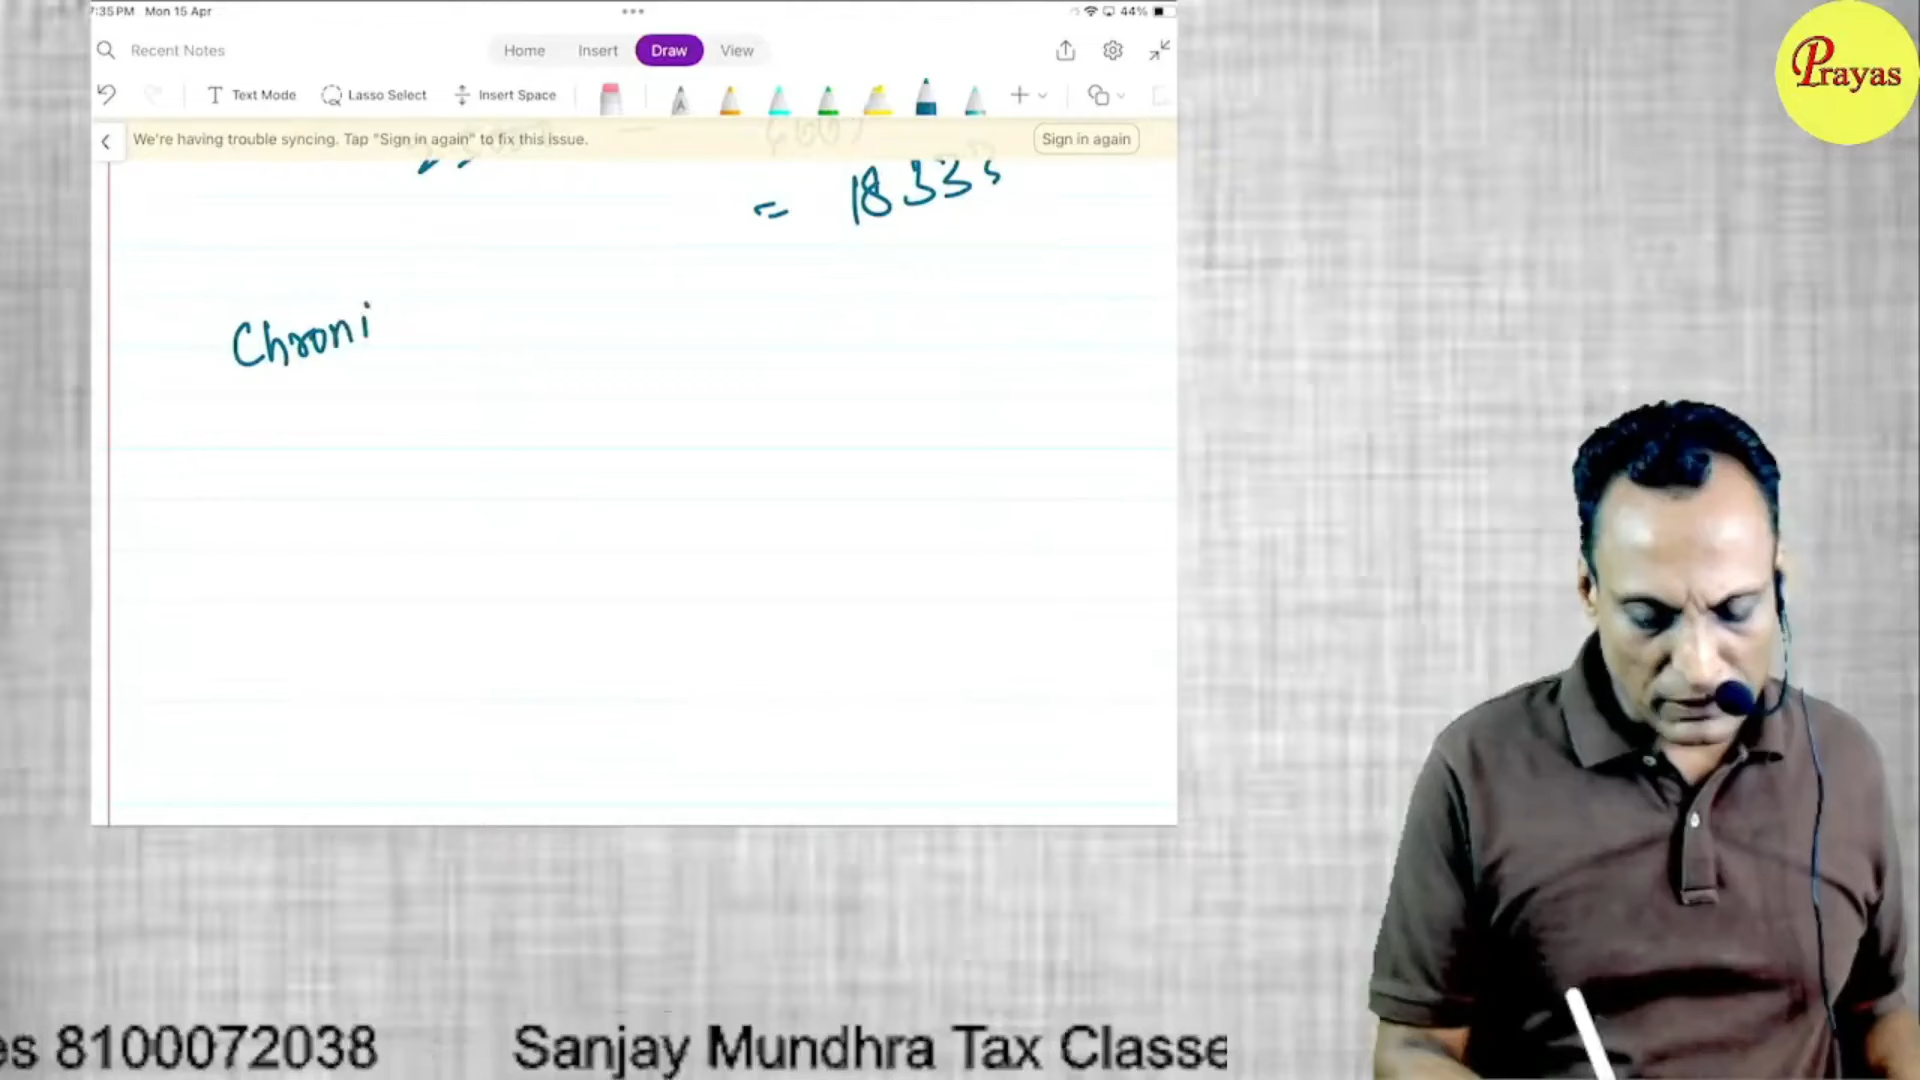 7:35 PM Mon 15 Apr
44%
Recent Notes
Home Insert Draw View
Text Mode Lasso Select Insert Space
We're having trouble syncing. Tap "Sign in again" to fix this issue.
Sign in again
= 18333
Chroni
Prayas
es 8100072038 Sanjay Mundhra Tax Classe